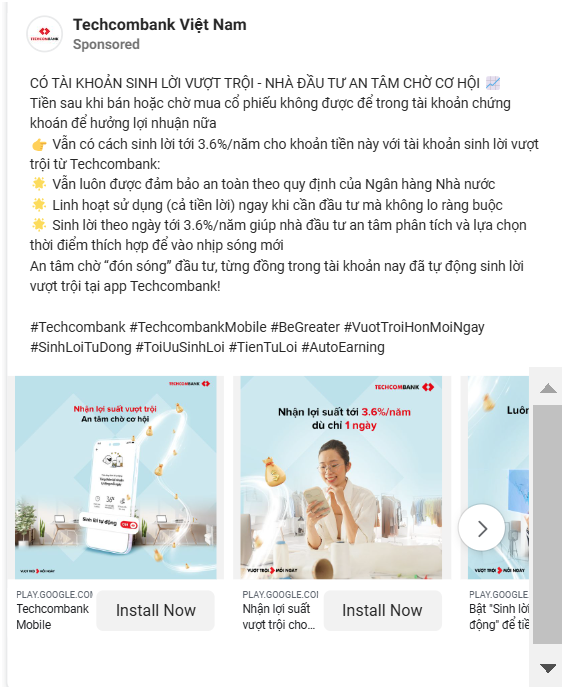 Techcombank Việt Nam
Sponsored
CÓ TÀI KHOẢN SINH LỜI VƯỢT TRỘI - NHÀ ĐẦU TƯ AN TÂM CHỜ CƠ HỘI 📈
Tiền sau khi bán hoặc chờ mua cổ phiếu không được để trong tài khoản chứng
khoán để hưởng lợi nhuận nữa
👉 Vẫn có cách sinh lời tới 3.6%/năm cho khoản tiền này với tài khoản sinh lời vượt
trội từ Techcombank:
🌟 Vẫn luôn được đảm bảo an toàn theo quy định của Ngân hàng Nhà nước
🌟 Linh hoạt sử dụng (cả tiền lời) ngay khi cần đầu tư mà không lo ràng buộc
🌟 Sinh lời theo ngày tới 3.6%/năm giúp nhà đầu tư an tâm phân tích và lựa chọn
thời điểm thích hợp để vào nhịp sóng mới
An tâm chờ “đón sóng” đầu tư, từng đồng trong tài khoản nay đã tự động sinh lời
vượt trội tại app Techcombank!
#Techcombank #TechcombankMobile #BeGreater #VuotTroiHonMoiNgay
#SinhLoiTuDong #ToiUuSinhLoi #TienTuLoi #AutoEarning
TECHCOMBANK
Nhận lợi suất vượt trội
An tâm chờ cơ hội
Sinh lời tự động
VƯỢT TRỘI MỖI NGÀY
PLAY.GOOGLE.COM
Techcombank
Mobile
Install Now
TECHCOMBANK
Nhận lợi suất tới 3.6%/năm
dù chỉ 1 ngày
VƯỢT TRỘI MỖI NGÀY
PLAY.GOOGLE.COM
Nhận lợi suất
vượt trội cho...
Install Now
Luôn
VƯỢT TRỘI MỖI NGÀY
PLAY.GOOGLE
Bật "Sinh lời
động" để tiề